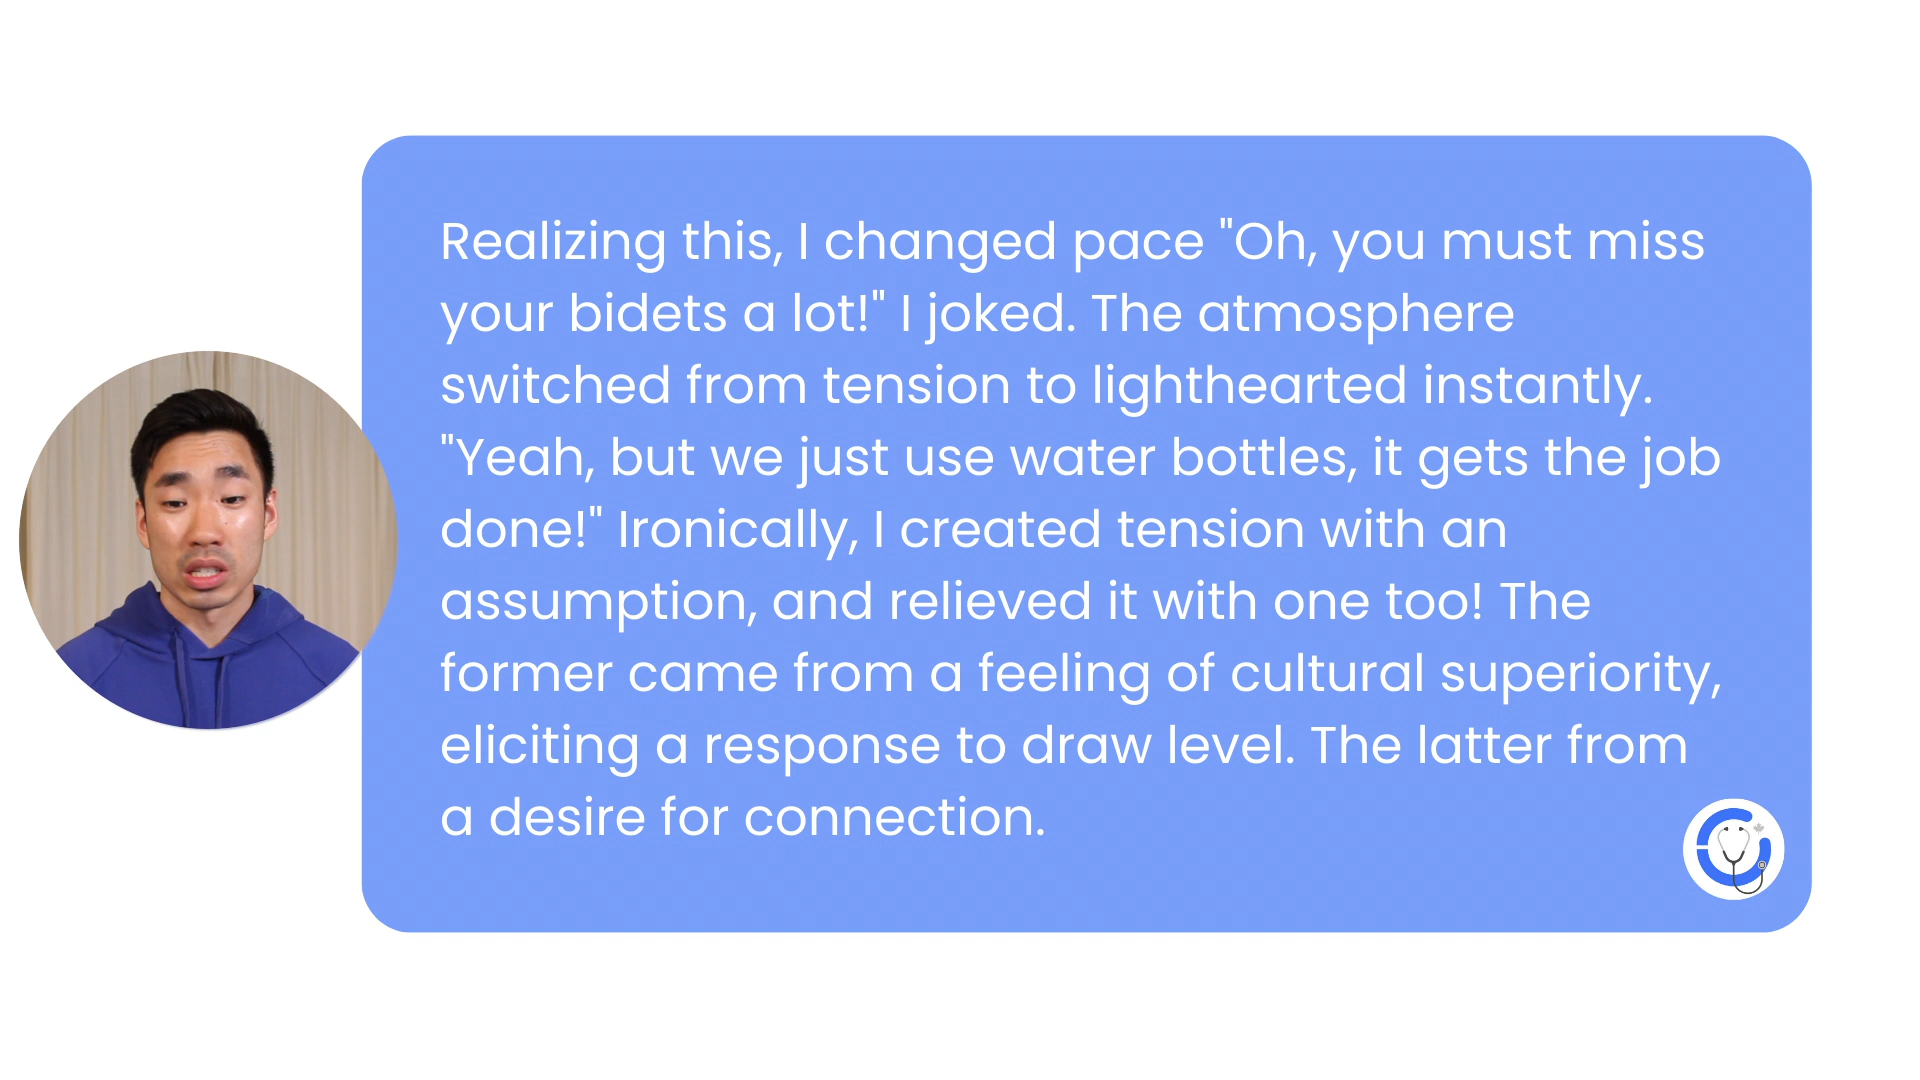 Realizing this, I changed pace "Oh, you must miss
your bidets a lot!" I joked. The atmosphere
switched from tension to lighthearted instantly.
"Yeah, but we just use water bottles, it gets the job
done!" Ironically, I created tension with an
assumption, and relieved it with one too! The
former came from a feeling of cultural superiority,
eliciting a response to draw level. The latter from
a desire for connection.